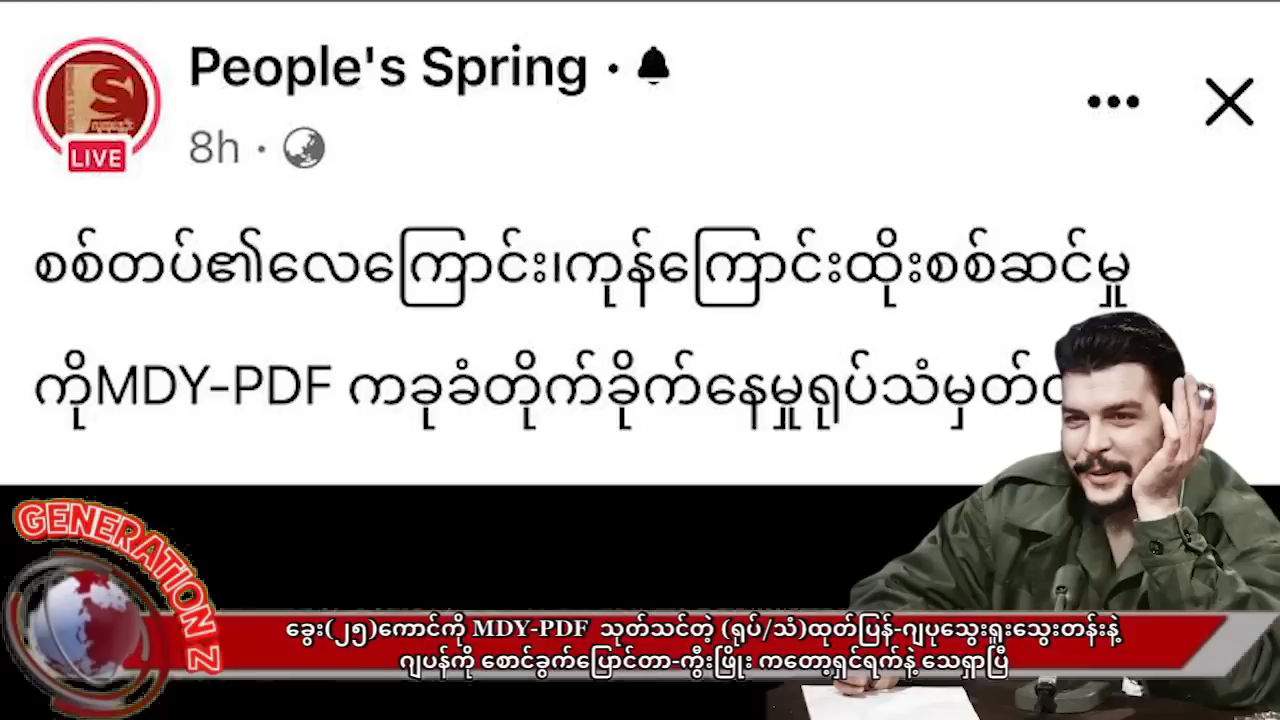 People's Spring ·
LIVE
8h ·
စစ်တပ်၏လေကြောင်း၊ကုန်ကြောင်းထိုးစစ်ဆင်မှု
ကိုMDY-PDF ကခုခံတိုက်ခိုက်နေမှုရုပ်သံမှတ်
GENERATION Z
ခွေး(၂၅)ကောင်ကို MDY-PDF သုတ်သင်တဲ့ (ရုပ်/သံ)ထုတ်ပြန်-ဂျပုသွေးရူးသွေးတန်းနဲ့
ဂျပန်ကို စောင်ခွက်ပြောင်တာ-ကွီးဖြိုး ကတော့ရှင်ရက်နဲ့ သေရှာပြီ